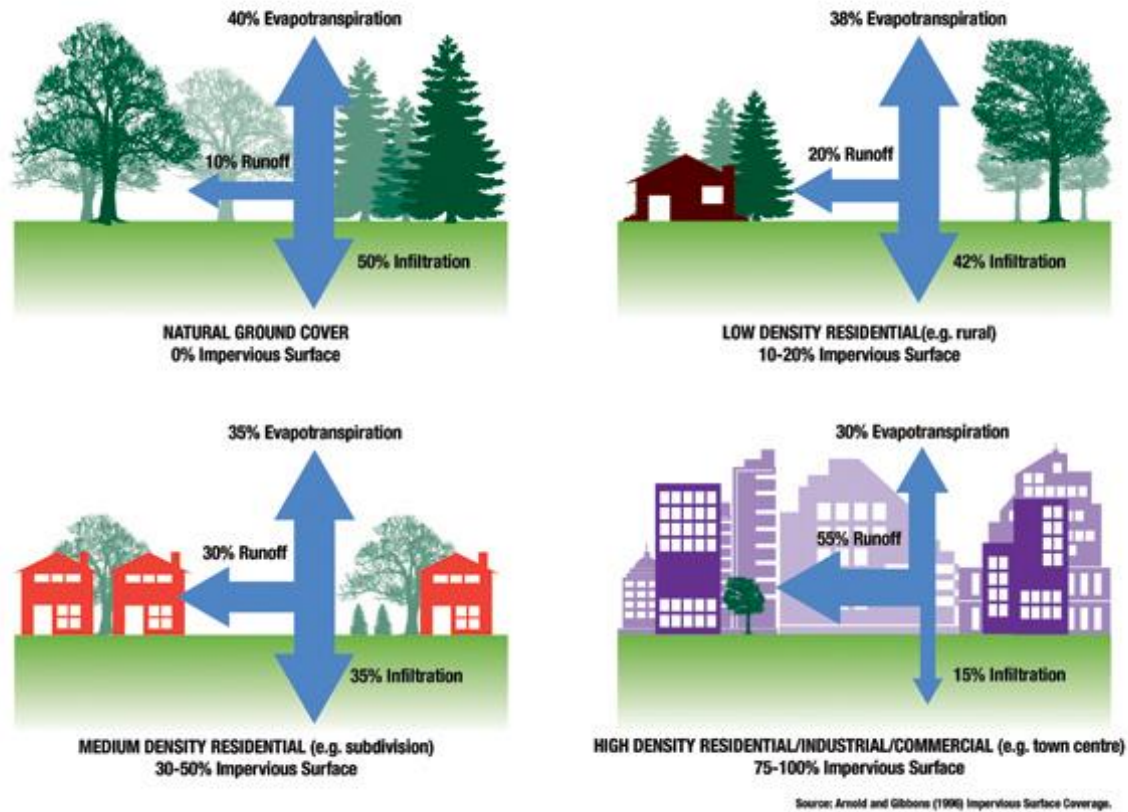 40% Evapotranspiration
10% Runoff
50% Infiltration
NATURAL GROUND COVER
0% Impervious Surface
38% Evapotranspiration
20% Runoff
42% Infiltration
LOW DENSITY RESIDENTIAL(e.g. rural)
10-20% Impervious Surface
35% Evapotranspiration
30% Runoff
35% Infiltration
MEDIUM DENSITY RESIDENTIAL (e.g. subdivision)
30-50% Impervious Surface
30% Evapotranspiration
55% Runoff
15% Infiltration
HIGH DENSITY RESIDENTIAL/INDUSTRIAL/COMMERCIAL (e.g. town centre)
75-100% Impervious Surface
Source: Arnold and Gibbons (1996) Impervious Surface Coverage.